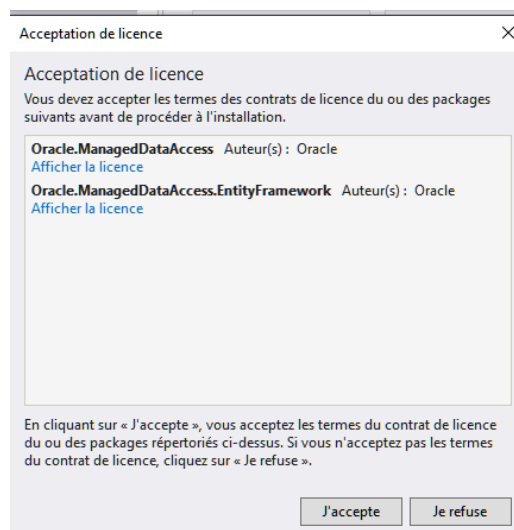 Acceptation de licence
Acceptation de licence
Vous devez accepter les termes des contrats de licence du ou des packages
suivants avant de procéder à l'installation.
Oracle.ManagedDataAccess Auteur(s) : Oracle
Afficher la licence
Oracle.ManagedDataAccess.EntityFramework Auteur(s) : Oracle
Afficher la licence
En cliquant sur « J'accepte », vous acceptez les termes du contrat de licence
du ou des packages répertoriés ci-dessus. Si vous n'acceptez pas les termes
du contrat de licence, cliquez sur « Je refuse ».
J'accepte Je refuse